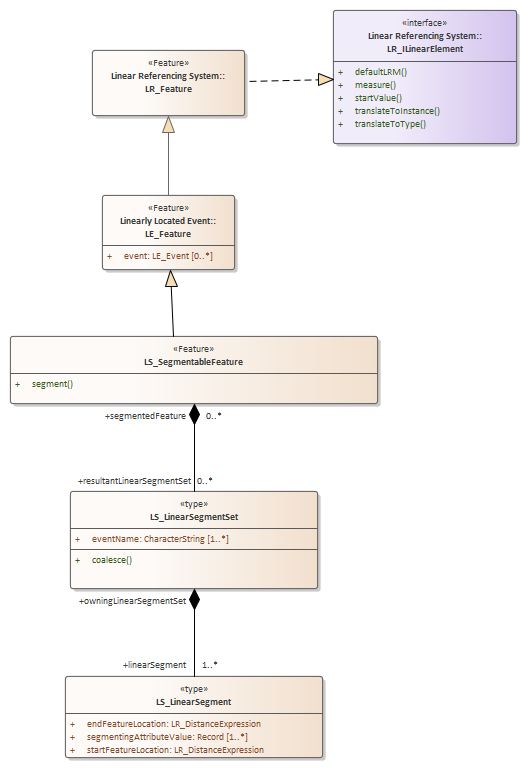 «interface»
Linear Referencing System::
LR_ILinearElement
+ defaultLRM()
+ measure()
+ startValue()
+ translateToInstance()
+ translateToType()
«Feature»
Linear Referencing System::
LR_Feature
«Feature»
Linearly Located Event::
LE_Feature
+ event: LE_Event [0..*]
«Feature»
LS_SegmentableFeature
+ segment()
+segmentedFeature 0..*
+resultantLinearSegmentSet 0..*
«type»
LS_LinearSegmentSet
+ eventName: CharacterString [1..*]
+ coalesce()
+owningLinearSegmentSet
+linearSegment 1..*
«type»
LS_LinearSegment
+ endFeatureLocation: LR_DistanceExpression
+ segmentingAttributeValue: Record [1..*]
+ startFeatureLocation: LR_DistanceExpression